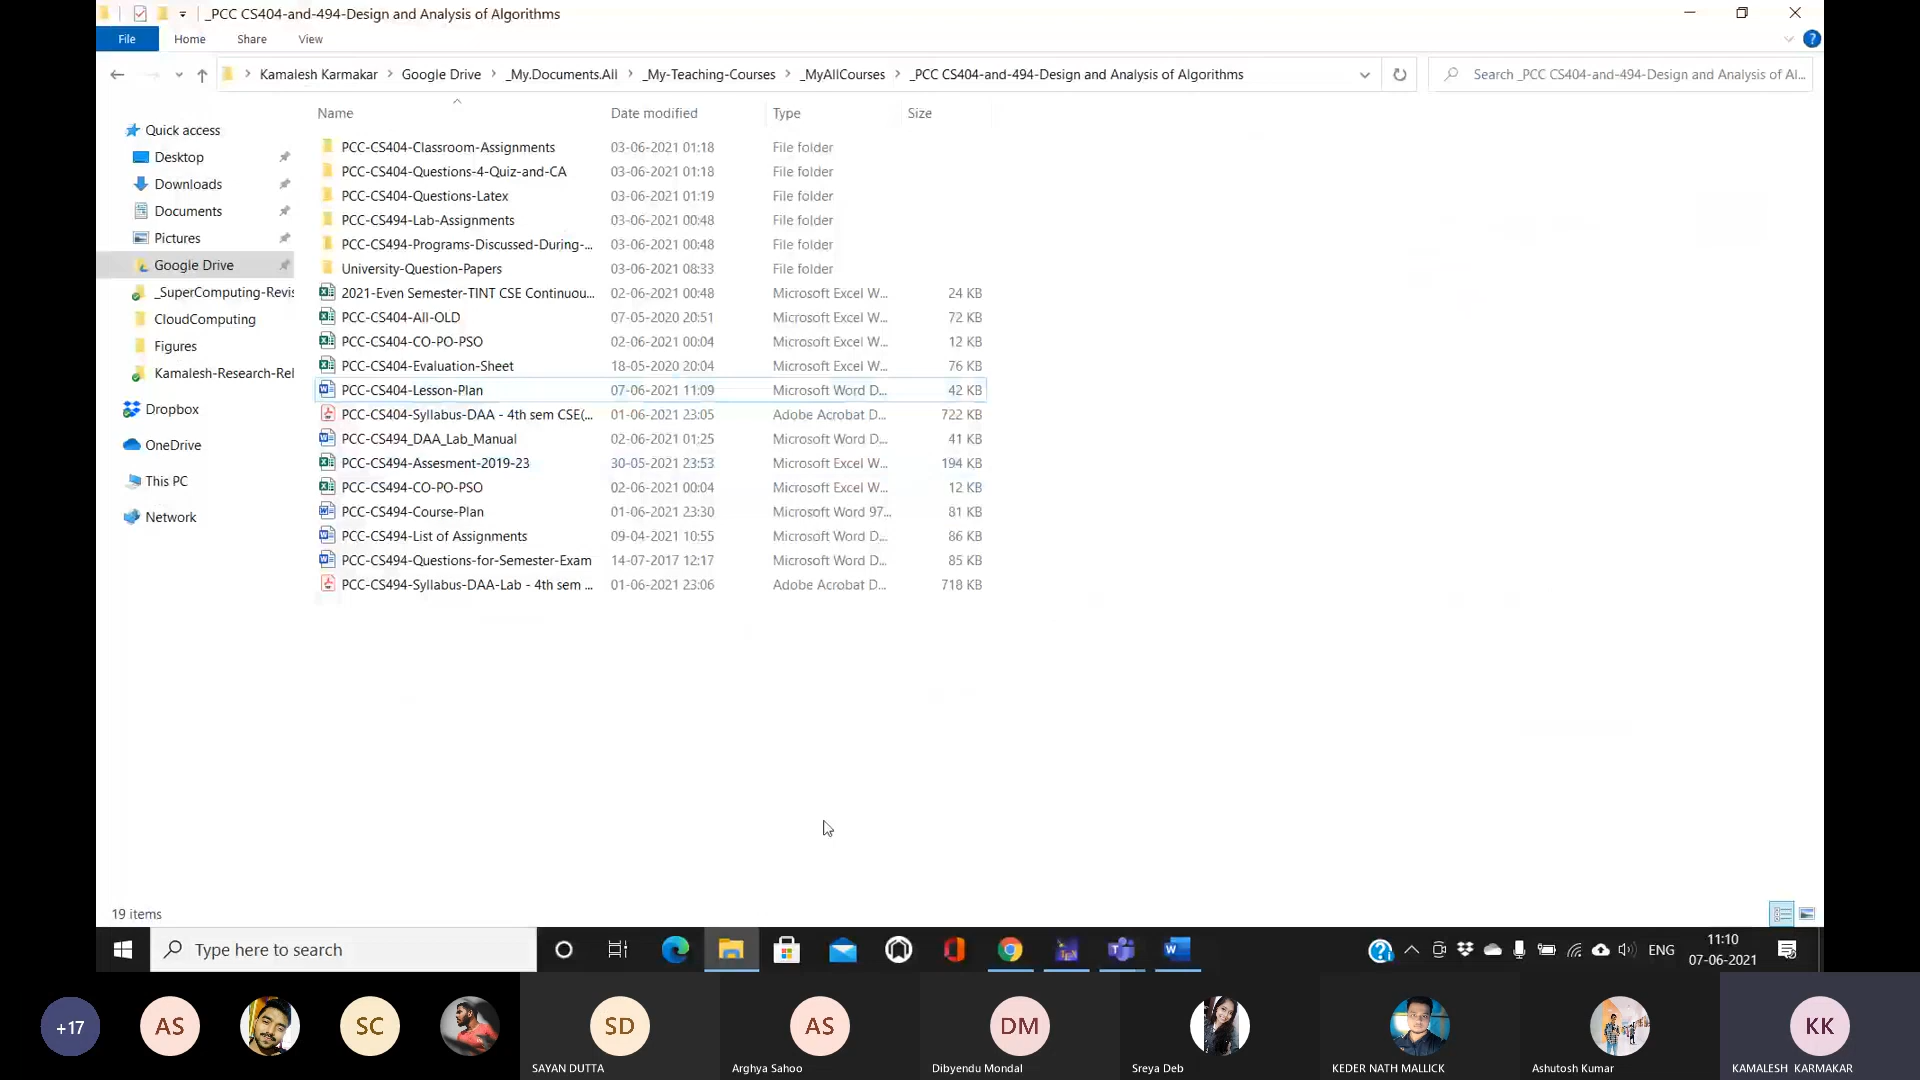 _PCC CS404-and-494-Design and Analysis of Algorithms
File Home Share View
Kamalesh Karmakar > Google Drive > _My.Documents.All > _My-Teaching-Courses > _MyAllCourses > _PCC CS404-and-494-Design and Analysis of Algorithms
Search _PCC CS404-and-494-Design and Analysis of Al...
Name Date modified Type Size
Quick access
Desktop
Downloads
Documents
Pictures
Google Drive
_SuperComputing-Revis
CloudComputing
Figures
Kamalesh-Research-Rel
Dropbox
OneDrive
This PC
Network
PCC-CS404-Classroom-Assignments 03-06-2021 01:18 File folder
PCC-CS404-Questions-4-Quiz-and-CA 03-06-2021 01:18 File folder
PCC-CS404-Questions-Latex 03-06-2021 01:19 File folder
PCC-CS494-Lab-Assignments 03-06-2021 00:48 File folder
PCC-CS494-Programs-Discussed-During-... 03-06-2021 00:48 File folder
University-Question-Papers 03-06-2021 08:33 File folder
2021-Even Semester-TINT CSE Continuou... 02-06-2021 00:48 Microsoft Excel W... 24 KB
PCC-CS404-All-OLD 07-05-2020 20:51 Microsoft Excel W... 72 KB
PCC-CS404-CO-PO-PSO 02-06-2021 00:04 Microsoft Excel W... 12 KB
PCC-CS404-Evaluation-Sheet 18-05-2020 20:04 Microsoft Excel W... 76 KB
PCC-CS404-Lesson-Plan 07-06-2021 11:09 Microsoft Word D... 42 KB
PCC-CS404-Syllabus-DAA - 4th sem CSE(... 01-06-2021 23:05 Adobe Acrobat D... 722 KB
PCC-CS494_DAA_Lab_Manual 02-06-2021 01:25 Microsoft Word D... 41 KB
PCC-CS494-Assesment-2019-23 30-05-2021 23:53 Microsoft Excel W... 194 KB
PCC-CS494-CO-PO-PSO 02-06-2021 00:04 Microsoft Excel W... 12 KB
PCC-CS494-Course-Plan 01-06-2021 23:30 Microsoft Word 97... 81 KB
PCC-CS494-List of Assignments 09-04-2021 10:55 Microsoft Word D... 86 KB
PCC-CS494-Questions-for-Semester-Exam 14-07-2017 12:17 Microsoft Word D... 85 KB
PCC-CS494-Syllabus-DAA-Lab - 4th sem ... 01-06-2021 23:06 Adobe Acrobat D... 718 KB
19 items
Type here to search
ENG
11:10
07-06-2021
+17 AS SC SD AS DM KK
SAYAN DUTTA Arghya Sahoo Dibyendu Mondal Sreya Deb KEDER NATH MALLICK Ashutosh Kumar KAMALESH KARMAKAR